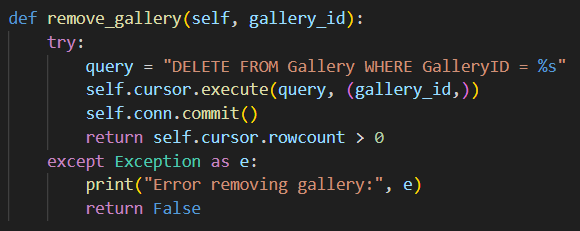 def remove_gallery(self, gallery_id):
    try:
        query = "DELETE FROM Gallery WHERE GalleryID = %s"
        self.cursor.execute(query, (gallery_id,))
        self.conn.commit()
        return self.cursor.rowcount > 0
    except Exception as e:
        print("Error removing gallery:", e)
        return False